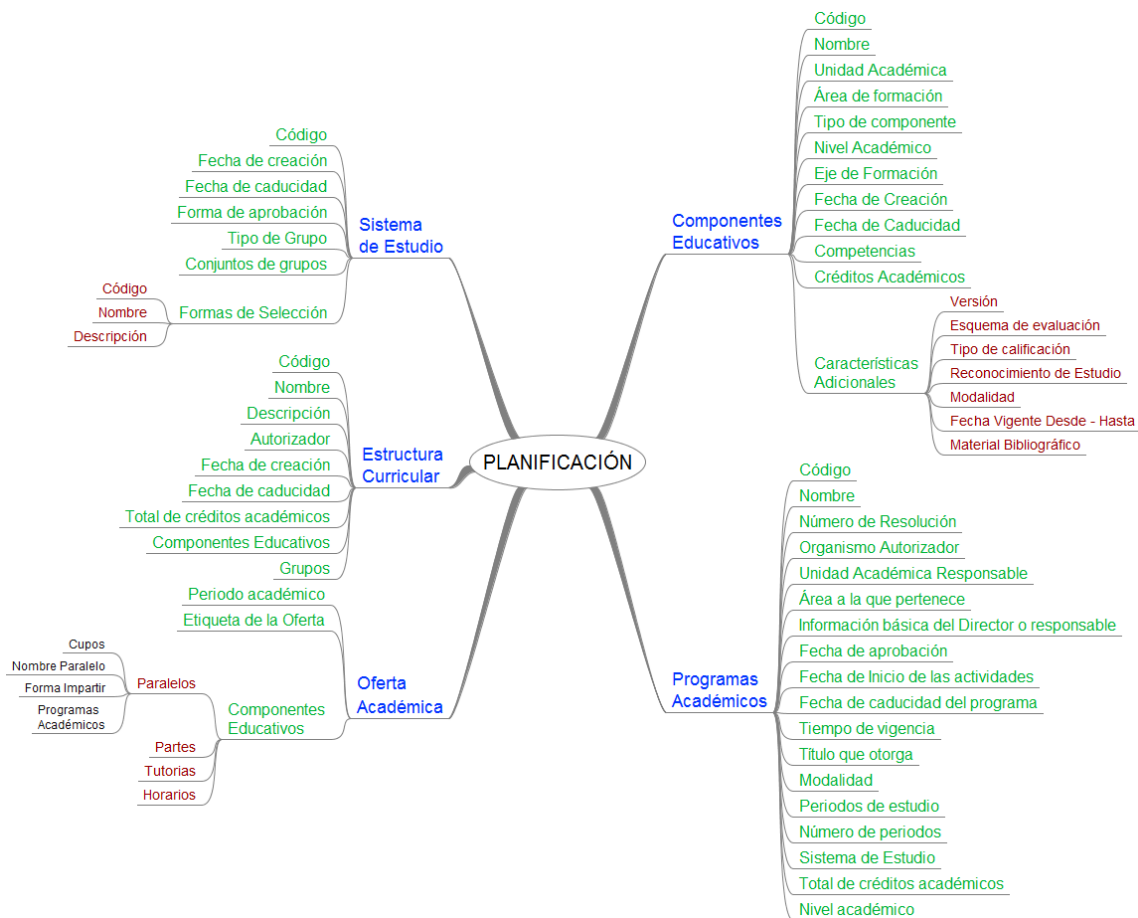 PLANIFICACIÓN
Sistema
de Estudio
Código
Fecha de creación
Fecha de caducidad
Forma de aprobación
Tipo de Grupo
Conjuntos de grupos
Formas de Selección
Código
Nombre
Descripción
Estructura
Curricular
Código
Nombre
Descripción
Autorizador
Fecha de creación
Fecha de caducidad
Total de créditos académicos
Componentes Educativos
Grupos
Oferta
Académica
Periodo académico
Etiqueta de la Oferta
Componentes
Educativos
Paralelos
Cupos
Nombre Paralelo
Forma Impartir
Programas
Académicos
Partes
Tutorias
Horarios
Componentes
Educativos
Código
Nombre
Unidad Académica
Área de formación
Tipo de componente
Nivel Académico
Eje de Formación
Fecha de Creación
Fecha de Caducidad
Competencias
Créditos Académicos
Características
Adicionales
Versión
Esquema de evaluación
Tipo de calificación
Reconocimiento de Estudio
Modalidad
Fecha Vigente Desde - Hasta
Material Bibliográfico
Programas
Académicos
Código
Nombre
Número de Resolución
Organismo Autorizador
Unidad Académica Responsable
Área a la que pertenece
Información básica del Director o responsable
Fecha de aprobación
Fecha de Inicio de las actividades
Fecha de caducidad del programa
Tiempo de vigencia
Título que otorga
Modalidad
Periodos de estudio
Número de periodos
Sistema de Estudio
Total de créditos académicos
Nivel académico